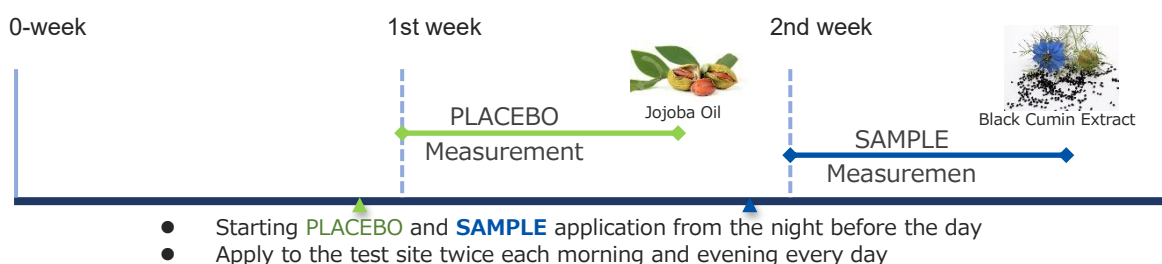 0-week
1st week
2nd week
Jojoba Oil
Black Cumin Extract
PLACEBO
Measurement
SAMPLE
Measuremen
● Starting PLACEBO and SAMPLE application from the night before the day
● Apply to the test site twice each morning and evening every day